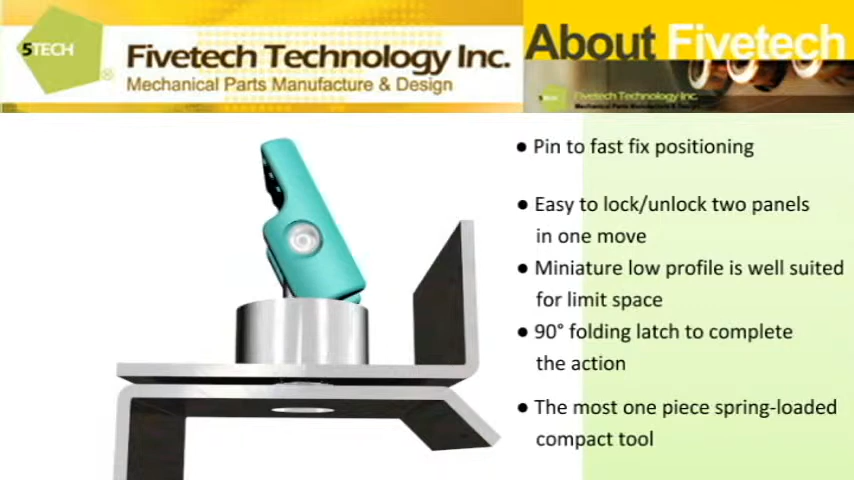 5TECH
®
Fivetech Technology Inc.
Mechanical Parts Manufacture & Design
About Fivetech
Fivetech Technology Inc.
Mechanical Parts Manufacture & Design
● Pin to fast fix positioning
● Easy to lock/unlock two panels
in one move
● Miniature low profile is well suited
for limit space
● 90° folding latch to complete
the action
● The most one piece spring-loaded
compact tool